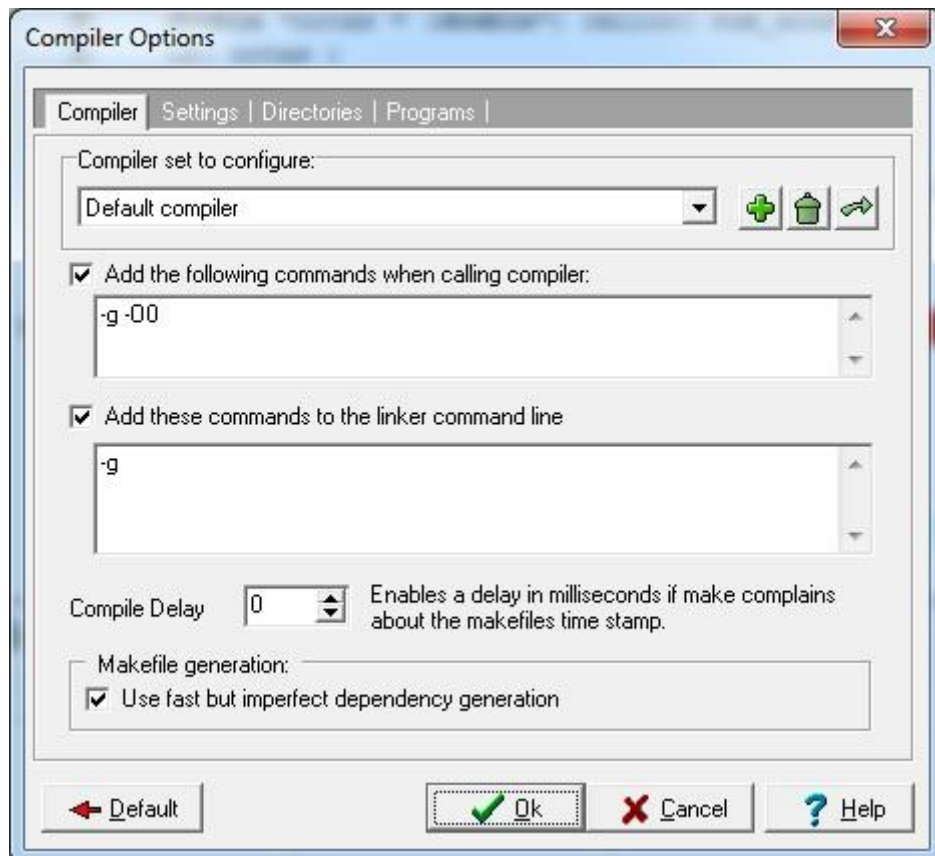 Compiler Options
Compiler
Settings
Directories
Programs
Compiler set to configure:
Default compiler
Add the following commands when calling compiler:
-g -O0
Add these commands to the linker command line
-g
Compile Delay
0
Enables a delay in milliseconds if make complains
about the makefiles time stamp.
Makefile generation:
Use fast but imperfect dependency generation
Default
Ok
Cancel
? Help